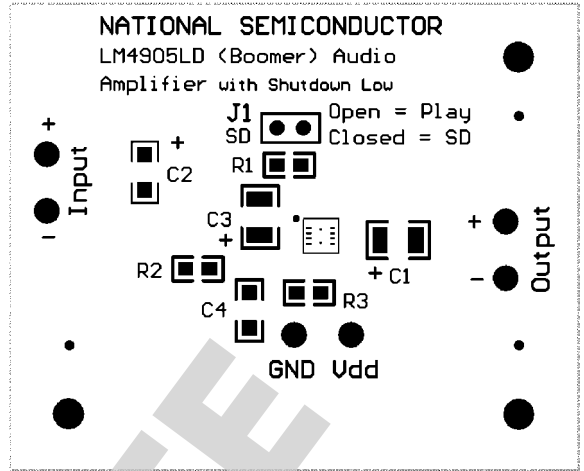 NATIONAL SEMICONDUCTOR
LM4905LD (Boomer) Audio
Amplifier with Shutdown Low
J1
SD
Open = Play
Closed = SD
+
Input
-
+
C2
R1
C3
+
+
C1
+
Output
-
R2
C4
R3
GND Vdd